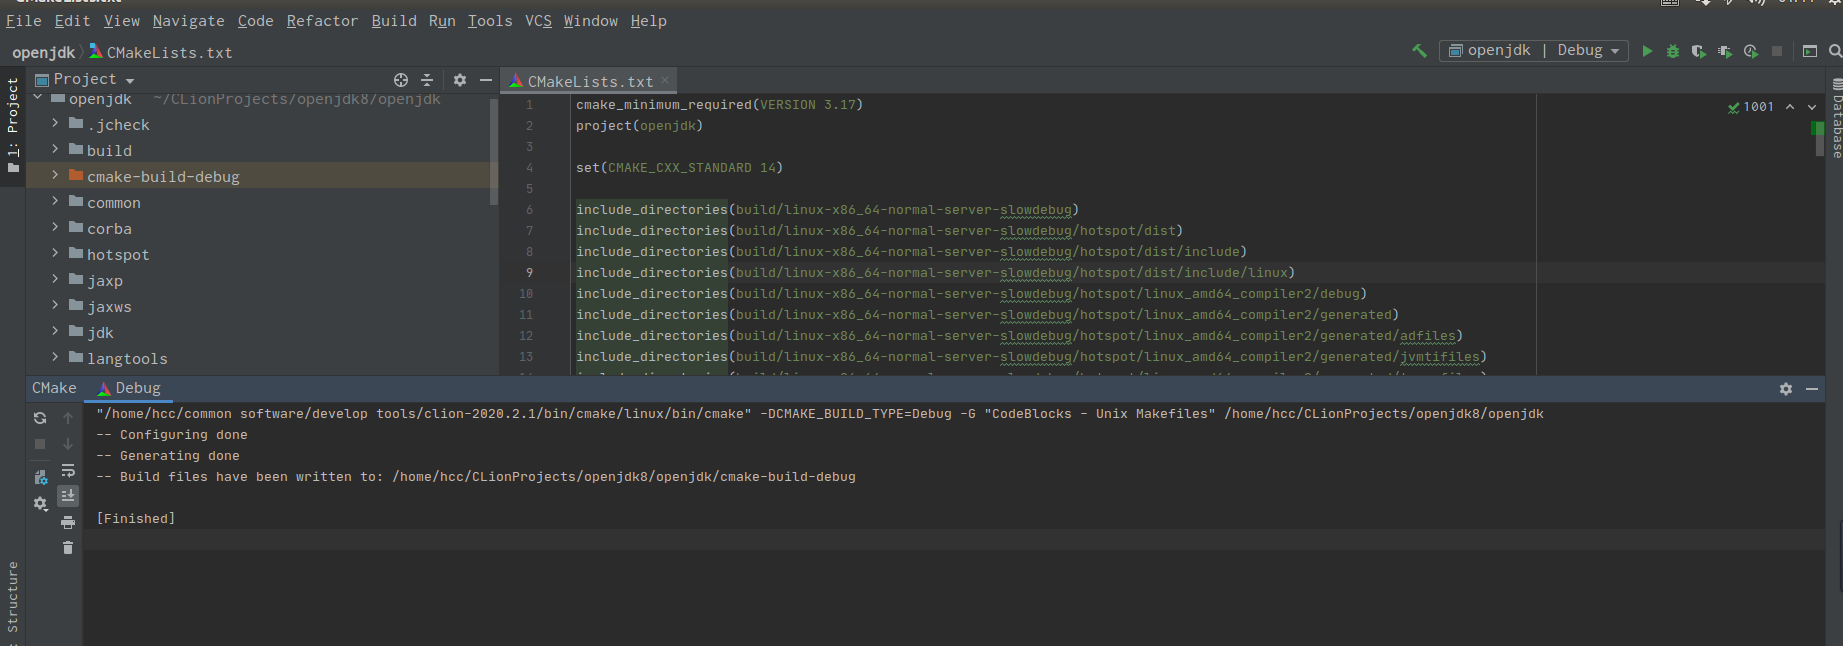 File Edit View Navigate Code Refactor Build Run Tools VCS Window Help
openjdk CMakeLists.txt
openjdk | Debug
1: Project
Project
CMakeLists.txt
openjdk ~/CLionProjects/openjdk8/openjdk
.jcheck
build
cmake-build-debug
common
corba
hotspot
jaxp
jaxws
jdk
langtools
1 cmake_minimum_required(VERSION 3.17)
2 project(openjdk)
3
4 set(CMAKE_CXX_STANDARD 14)
5
6 include_directories(build/linux-x86_64-normal-server-slowdebug)
7 include_directories(build/linux-x86_64-normal-server-slowdebug/hotspot/dist)
8 include_directories(build/linux-x86_64-normal-server-slowdebug/hotspot/dist/include)
9 include_directories(build/linux-x86_64-normal-server-slowdebug/hotspot/dist/include/linux)
10 include_directories(build/linux-x86_64-normal-server-slowdebug/hotspot/linux_amd64_compiler2/debug)
11 include_directories(build/linux-x86_64-normal-server-slowdebug/hotspot/linux_amd64_compiler2/generated)
12 include_directories(build/linux-x86_64-normal-server-slowdebug/hotspot/linux_amd64_compiler2/generated/adfiles)
13 include_directories(build/linux-x86_64-normal-server-slowdebug/hotspot/linux_amd64_compiler2/generated/jvmtifiles)
1001
Database
CMake Debug
"/home/hcc/common software/develop tools/clion-2020.2.1/bin/cmake/linux/bin/cmake" -DCMAKE_BUILD_TYPE=Debug -G "CodeBlocks - Unix Makefiles" /home/hcc/CLionProjects/openjdk8/openjdk
-- Configuring done
-- Generating done
-- Build files have been written to: /home/hcc/CLionProjects/openjdk8/openjdk/cmake-build-debug
[Finished]
Structure